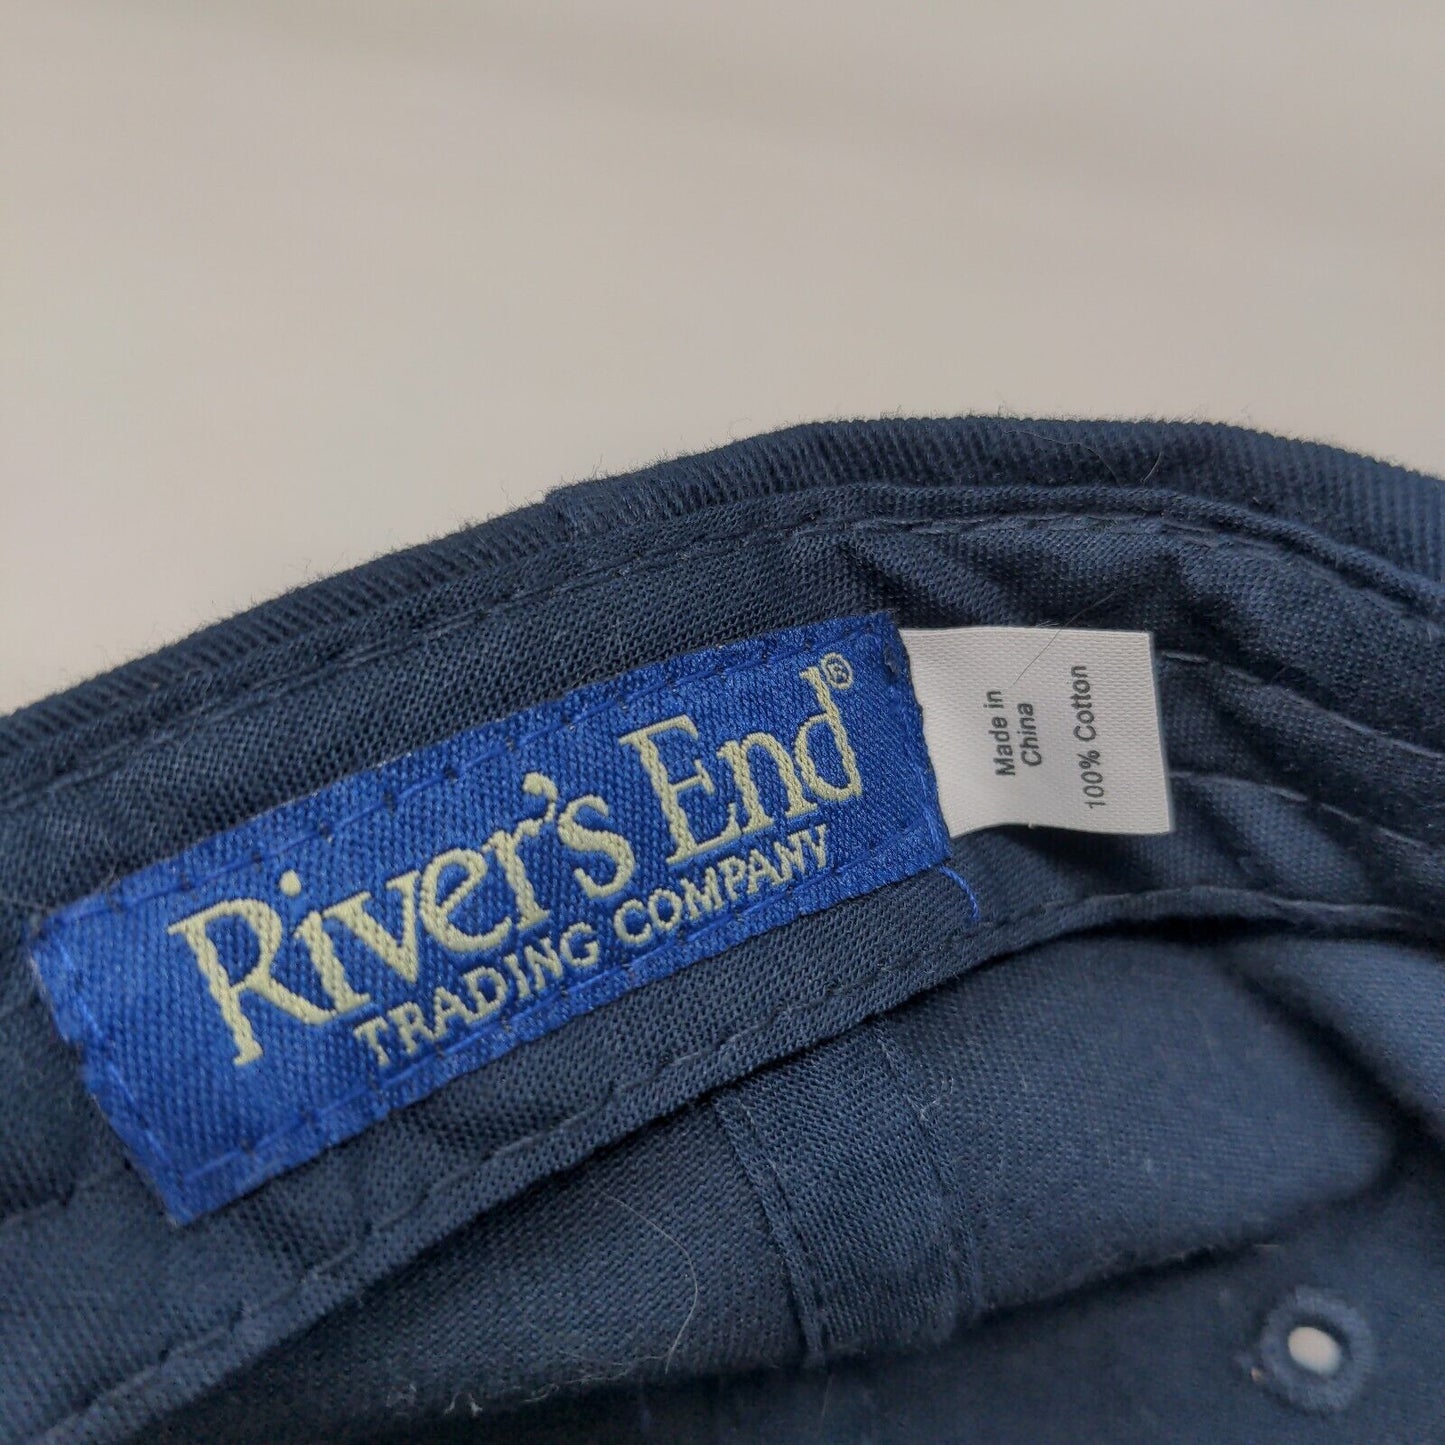 River's End®
TRADING COMPANY
Made in
China
100% Cotton